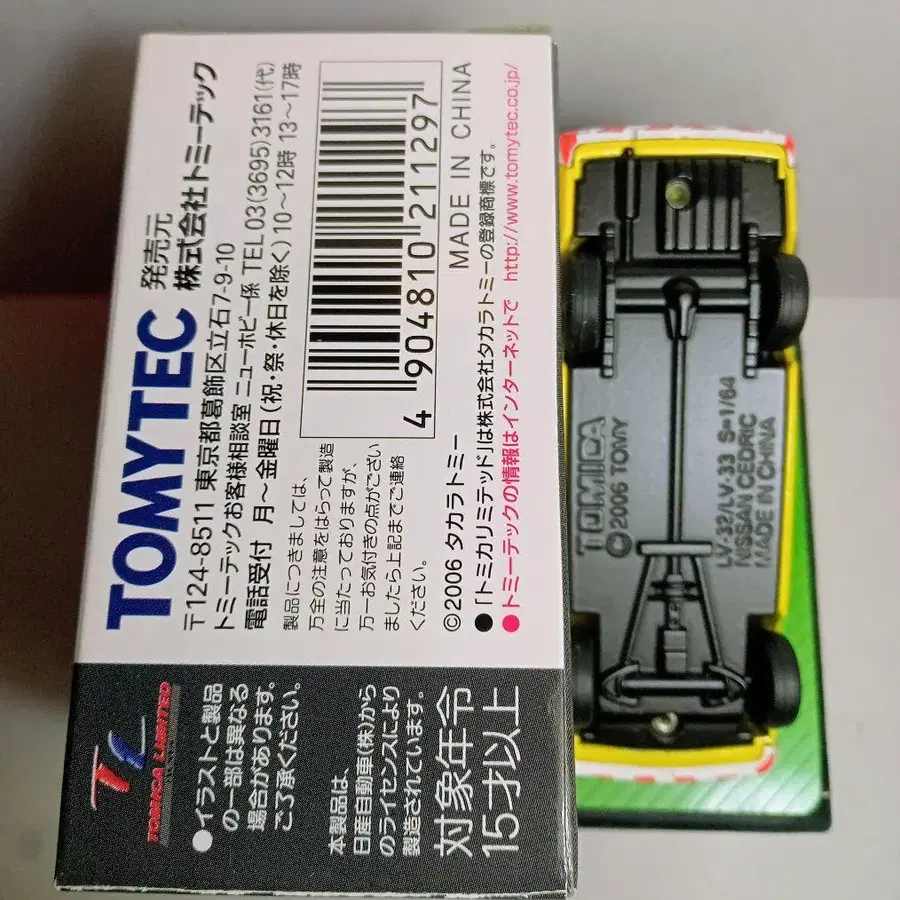 TOMYTEC
発売元
株式会社トミーテック
〒124-8511 東京都葛飾区立石7-9-10
トミーテックお客様相談室 ニューホビー係 TEL 03(3695)3161(代)
電話受付 月〜金曜日(祝・祭・休日を除く)10〜12時 13〜17時
製品につきましては、
万全の注意をはらって製造
に当たっておりますが、
万一お気付きの点がござい
ましたら上記までご連絡
ください。
4 904810 211297
©2006 タカラトミー
MADE IN CHINA
●「トミカリミテッド」は株式会社タカラトミーの登録商標です。
●トミーテックの情報はインターネットで http://www.tomytec.co.jp/
TL
TOMICA LIMITED
●イラストと製品
の一部は異なる
場合があります。
ご了承ください。
本製品は、
日産自動車(株)から
のライセンスにより
製造されています。
対象年令
15才以上
TOMICA
©2006 TOMY
LV-32/LV-33 S=1/64
NISSAN CEDRIC
MADE IN CHINA